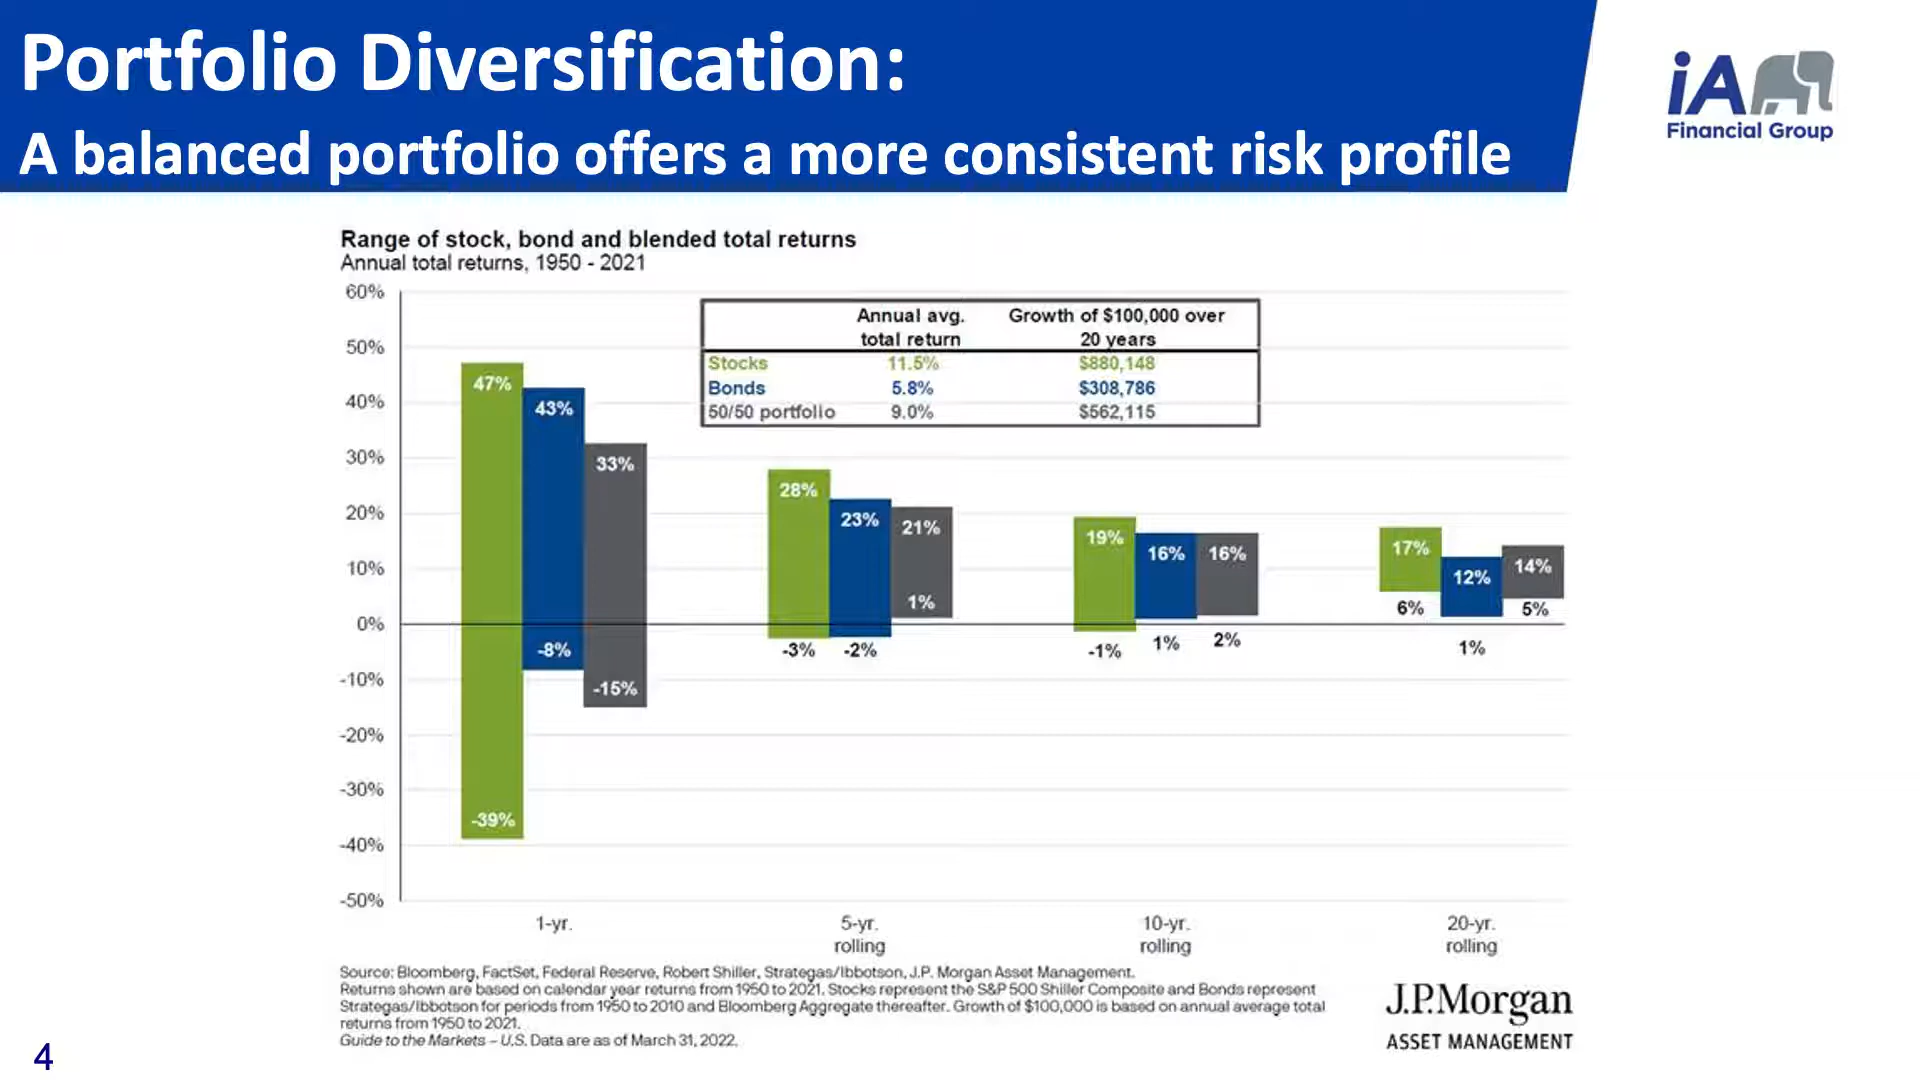 Portfolio Diversification:
A balanced portfolio offers a more consistent risk profile
iA
Financial Group
Range of stock, bond and blended total returns
Annual total returns, 1950 - 2021
60%
50%
40%
30%
20%
10%
0%
-10%
-20%
-30%
-40%
-50%
Annual avg. Growth of $100,000 over
total return 20 years
Stocks 11.5% $880,148
Bonds 5.8% $308,786
50/50 portfolio 9.0% $562,115
47% 43% 33%
-8% -15% -39%
28% 23% 21%
1% -3% -2%
19% 16% 16%
-1% 1% 2%
17% 12% 14%
6% 1% 5%
1-yr. 5-yr. 10-yr. 20-yr.
rolling rolling rolling
Source: Bloomberg, FactSet, Federal Reserve, Robert Shiller, Strategas/Ibbotson, J.P. Morgan Asset Management.
Returns shown are based on calendar year returns from 1950 to 2021. Stocks represent the S&P 500 Shiller Composite and Bonds represent
Strategas/Ibbotson for periods from 1950 to 2010 and Bloomberg Aggregate thereafter. Growth of $100,000 is based on annual average total
returns from 1950 to 2021.
Guide to the Markets – U.S. Data are as of March 31, 2022.
J.P.Morgan
ASSET MANAGEMENT
4